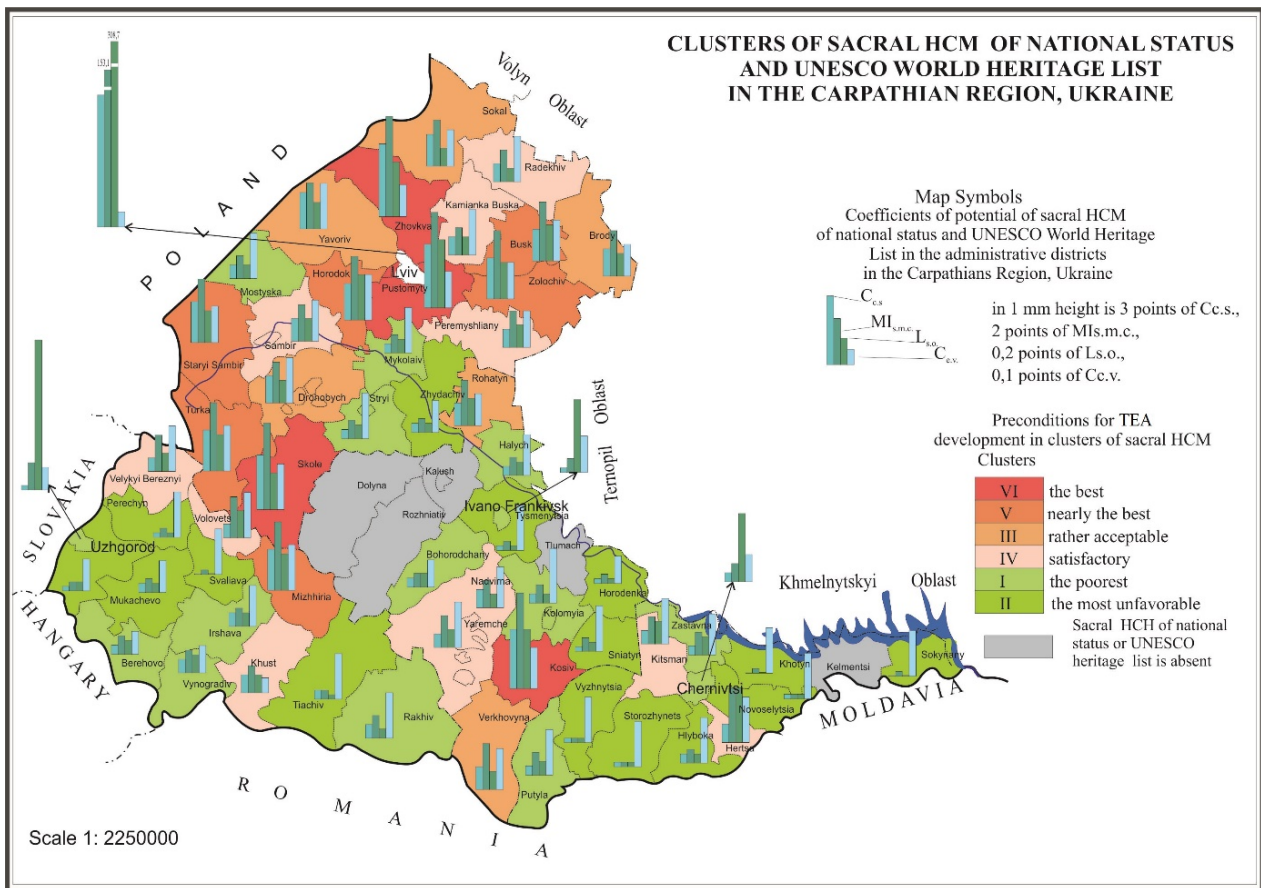 CLUSTERS OF SACRAL HCM OF NATIONAL STATUS
AND UNESCO WORLD HERITAGE LIST
IN THE CARPATHIAN REGION, UKRAINE
Map Symbols
Coefficients of potential of sacral HCM
of national status and UNESCO World Heritage
List in the administrative districts
in the Carpathians Region, Ukraine
Cc.s
MIs.m.c.
Ls.o.
Cc.v.
in 1 mm height is 3 points of Cc.s.,
2 points of MIs.m.c.,
0,2 points of Ls.o.,
0,1 points of Cc.v.
Preconditions for TEA
development in clusters of sacral HCM
Clusters
VI the best
V nearly the best
III rather acceptable
IV satisfactory
I the poorest
II the most unfavorable
Sacral HCH of national
status or UNESCO
heritage list is absent
153,1
POLAND
Volyn
Oblast
Sokal
Radekhiv
Kamianka Buska
Zhovkva
Yavoriv
Busk
Brody
Lviv
Mostyska
Horodok
Pustomyty
Zolochiv
Peremyshliany
Sambir
Staryi Sambir
Mykolaiv
Drohobych
Stryi
Zhydachiv
Rohatyn
Turka
Skole
Halych
Ternopil Oblast
SLOVAKIA
Velykyi Bereznyi
Perechyn
Volovets
Dolyna
Kalush
Rozhniativ
Ivano Frankivsk
Tysmenytsia
Tlumach
Uzhgorod
Svaliava
Mukachevo
Mizhhiria
Bohorodchany
Nadvirna
Horodenka
Khmelnytskyi Oblast
HANGARY
Irshava
Berehovo
Vynogradiv
Khust
Tiachiv
Rakhiv
Yaremche
Kolomyia
Kosiv
Sniatyn
Zastavna
Kitsman
Chernivtsi
Khotyn
Kelmentsi
Sokyriany
Novoselytsia
MOLDAVIA
Verkhovyna
Vyzhnytsia
Storozhynets
Hlyboka
Hertsa
Putyla
ROMANIA
Scale 1: 2250000